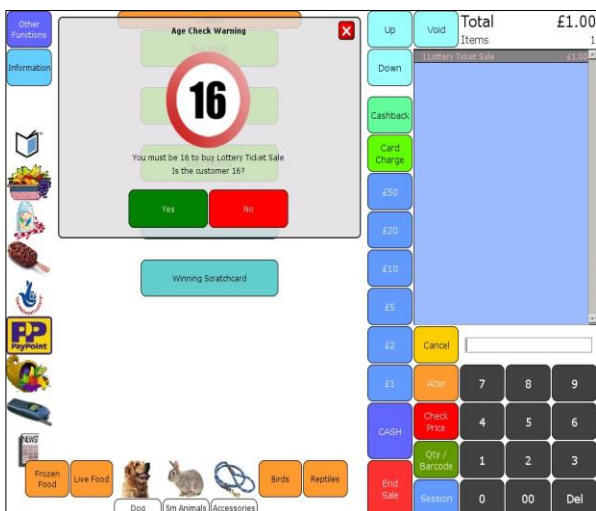 Other
Functions
Information
PayPoint
NEWS
Age Check Warning
Buy Ticket
16
You must be 16 to buy Lottery Ticket Sale
Is the customer 16?
Yes
No
Winning Scratchcard
Frozen
Food
Live Food
Dog
Sm Animals
Accessories
Birds
Reptiles
Up
Void
Down
Cashback
Card
Charge
£50
£20
£10
£5
£2
£1
CASH
End
Sale
Total £1.00
Items 1
1 Lottery Ticket Sale £1.00
Cancel
Alter
Check
Price
Qty /
Barcode
Session
7 8 9
4 5 6
1 2 3
0 00 Del